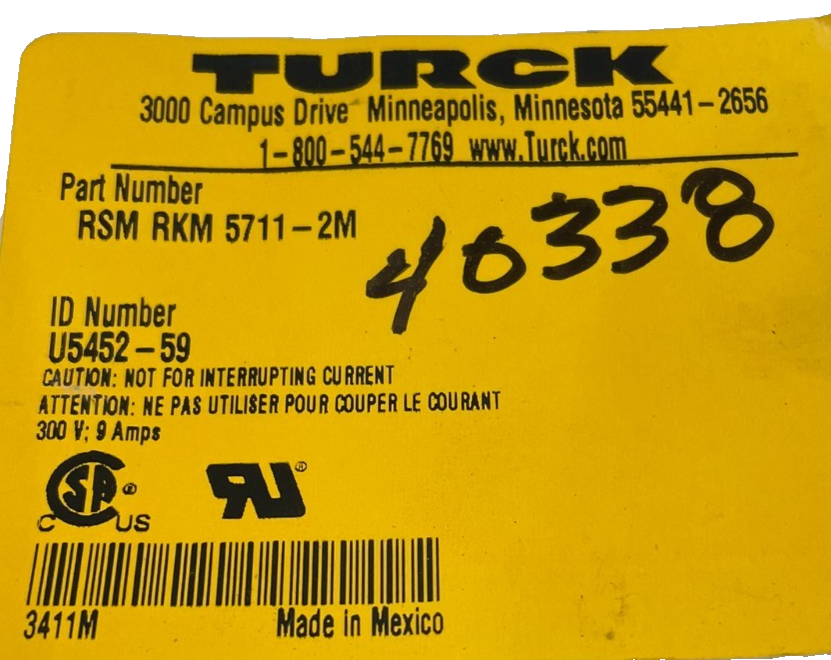 TURCK
3000 Campus Drive Minneapolis, Minnesota 55441-2656
1-800-544-7769 www.Turck.com
Part Number
RSM RKM 5711-2M
40338
ID Number
U5452-59
CAUTION: NOT FOR INTERRUPTING CURRENT
ATTENTION: NE PAS UTILISER POUR COUPER LE COURANT
300 V; 9 Amps
C SA ® US
RU ®
3411M Made in Mexico